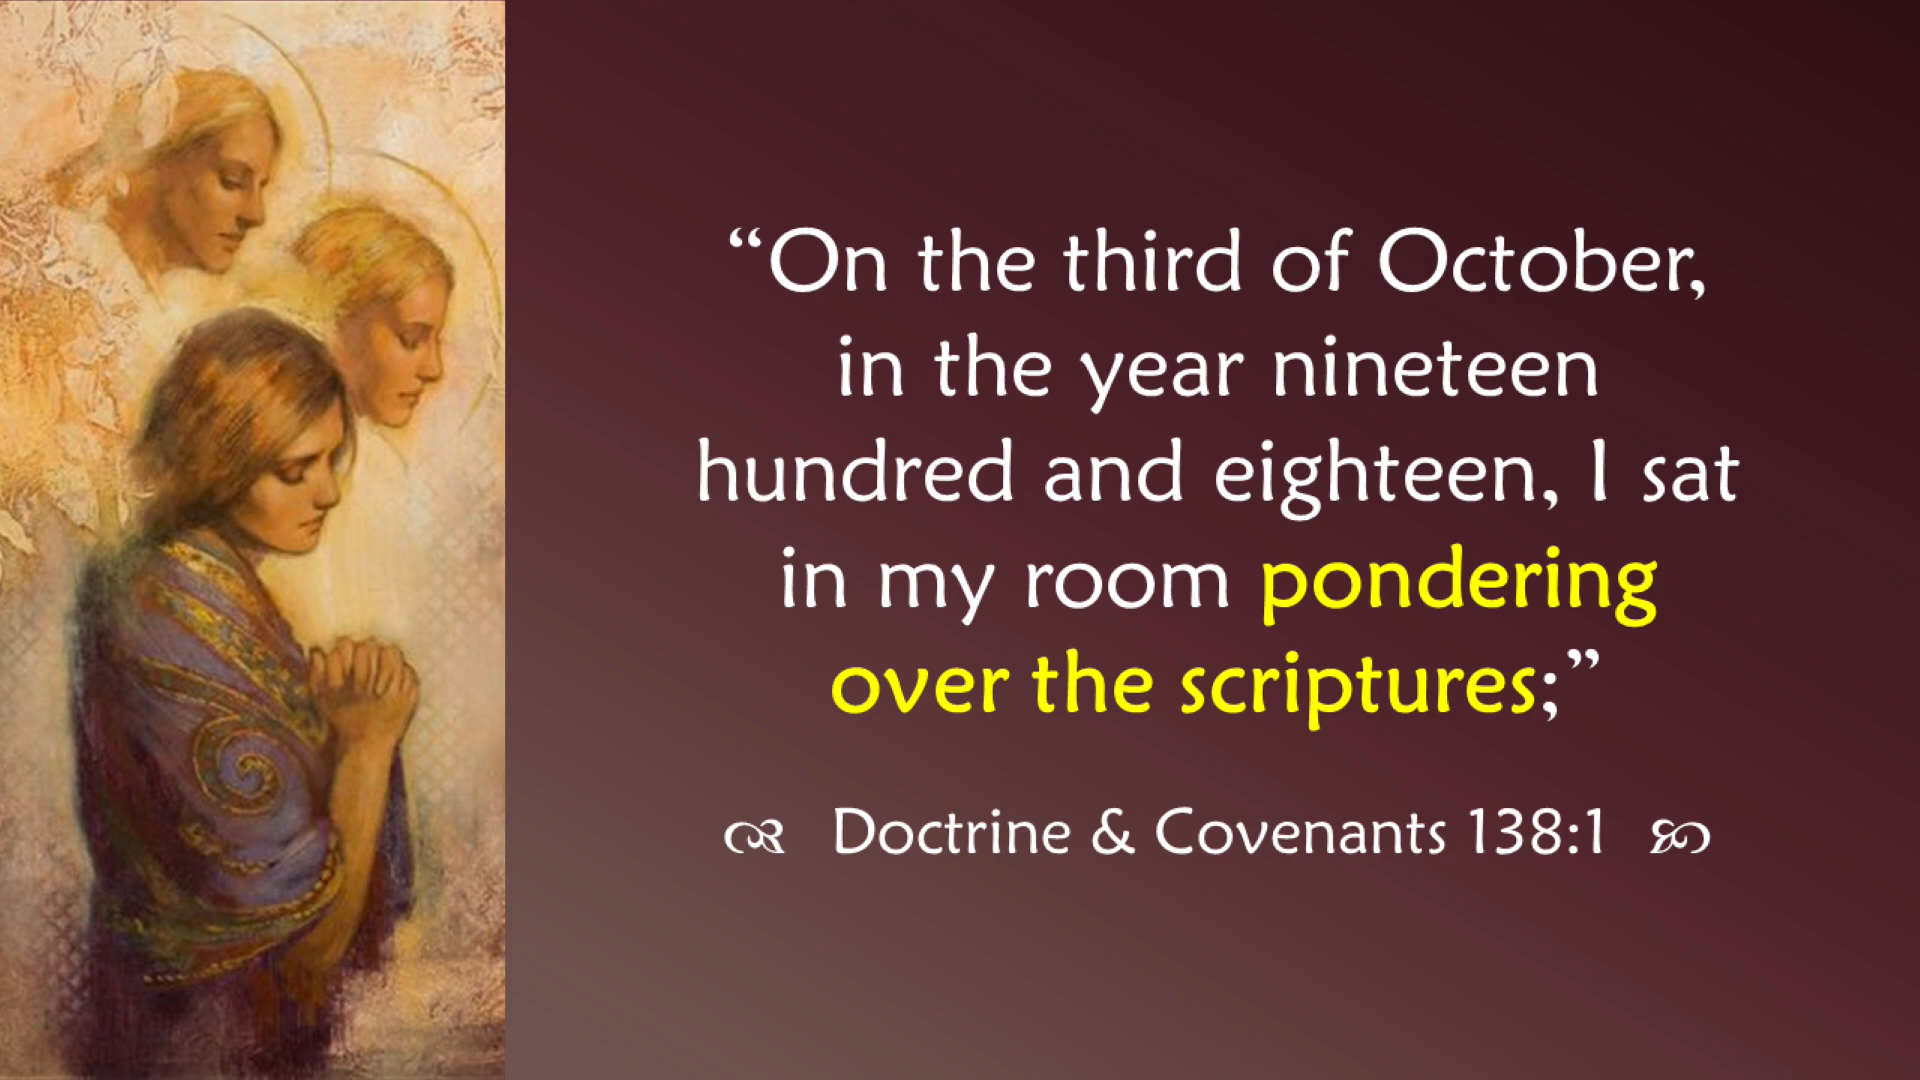 “On the third of October,
in the year nineteen
hundred and eighteen, I sat
in my room pondering
over the scriptures;”
Doctrine & Covenants 138:1